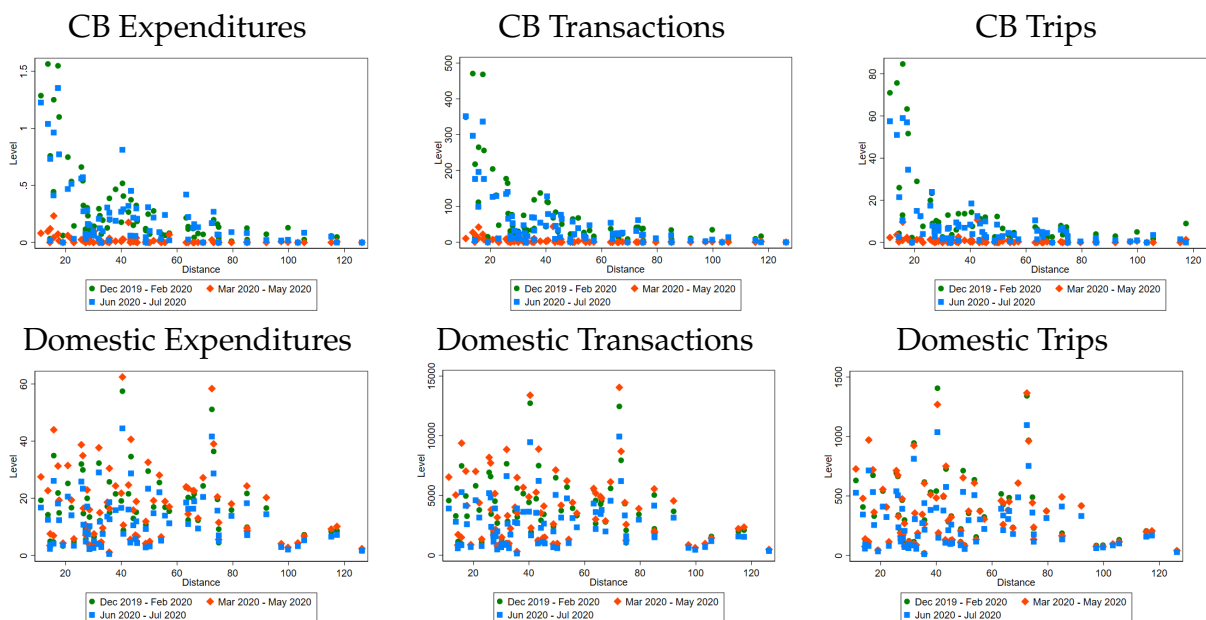 CB Expenditures
1.5
1
.5
0
Level
20 40 60 80 100 120
Distance
Dec 2019 - Feb 2020 Mar 2020 - May 2020
Jun 2020 - Jul 2020
CB Transactions
500
400
300
200
100
0
Level
20 40 60 80 100 120
Distance
Dec 2019 - Feb 2020 Mar 2020 - May 2020
Jun 2020 - Jul 2020
CB Trips
80
60
40
20
0
Level
20 40 60 80 100 120
Distance
Dec 2019 - Feb 2020 Mar 2020 - May 2020
Jun 2020 - Jul 2020
Domestic Expenditures
60
40
20
0
Level
20 40 60 80 100 120
Distance
Dec 2019 - Feb 2020 Mar 2020 - May 2020
Jun 2020 - Jul 2020
Domestic Transactions
15000
10000
5000
0
Level
20 40 60 80 100 120
Distance
Dec 2019 - Feb 2020 Mar 2020 - May 2020
Jun 2020 - Jul 2020
Domestic Trips
1500
1000
500
0
Level
20 40 60 80 100 120
Distance
Dec 2019 - Feb 2020 Mar 2020 - May 2020
Jun 2020 - Jul 2020